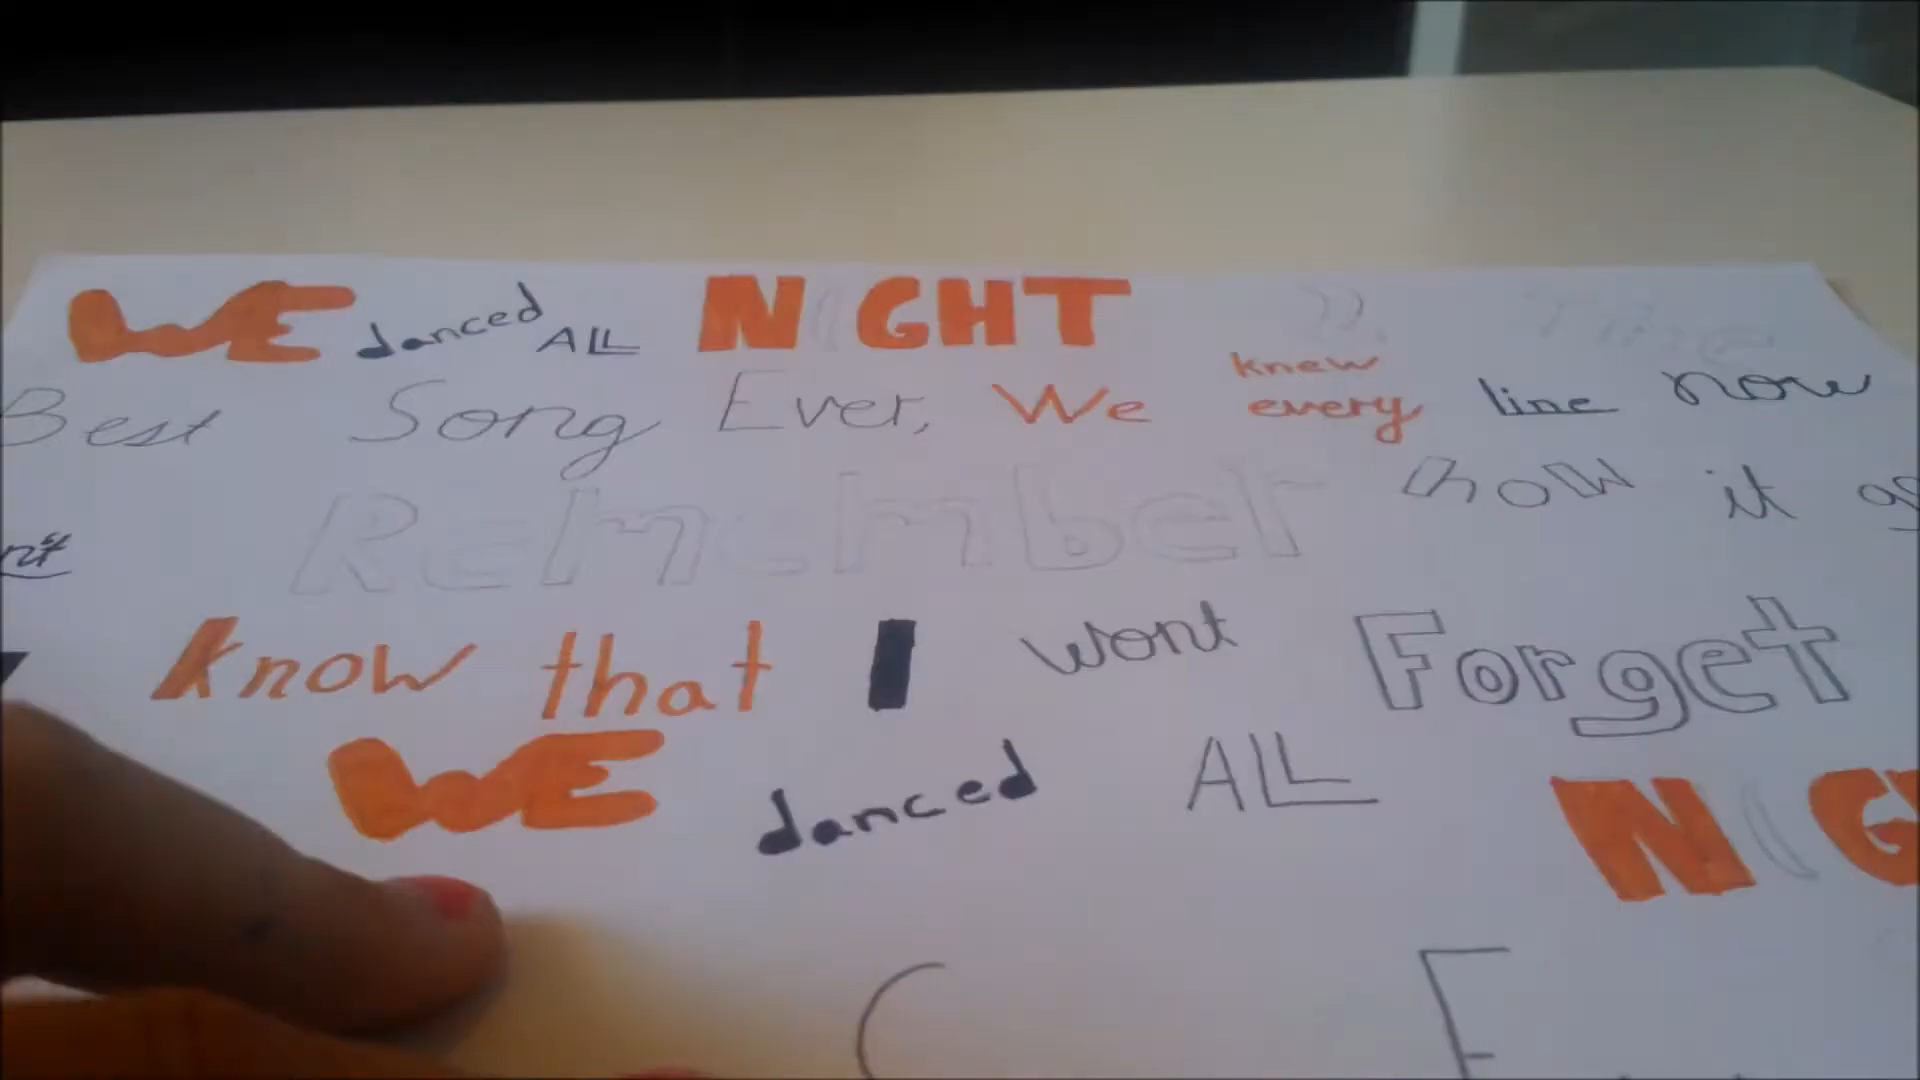 WE danced ALL NIGHT
Best Song Ever, We knew every line now
Remember how it
know that I wont Forget
WE danced ALL NIG